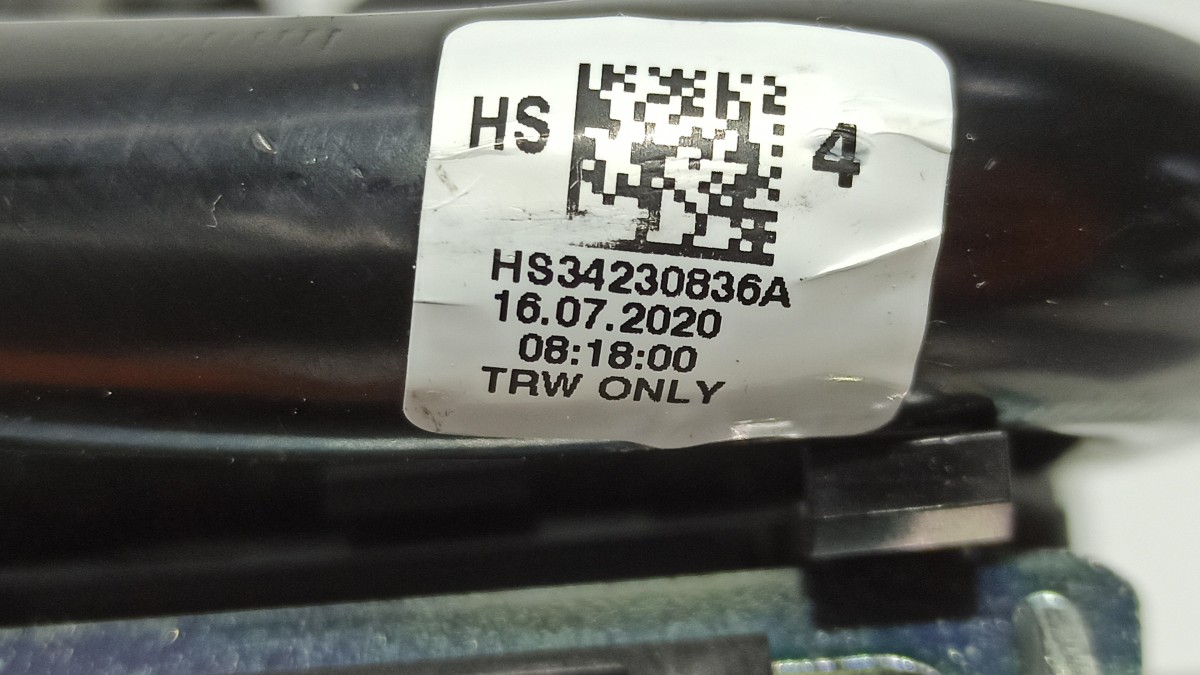 HS 4
HS34230836A
16.07.2020
08:18:00
TRW ONLY